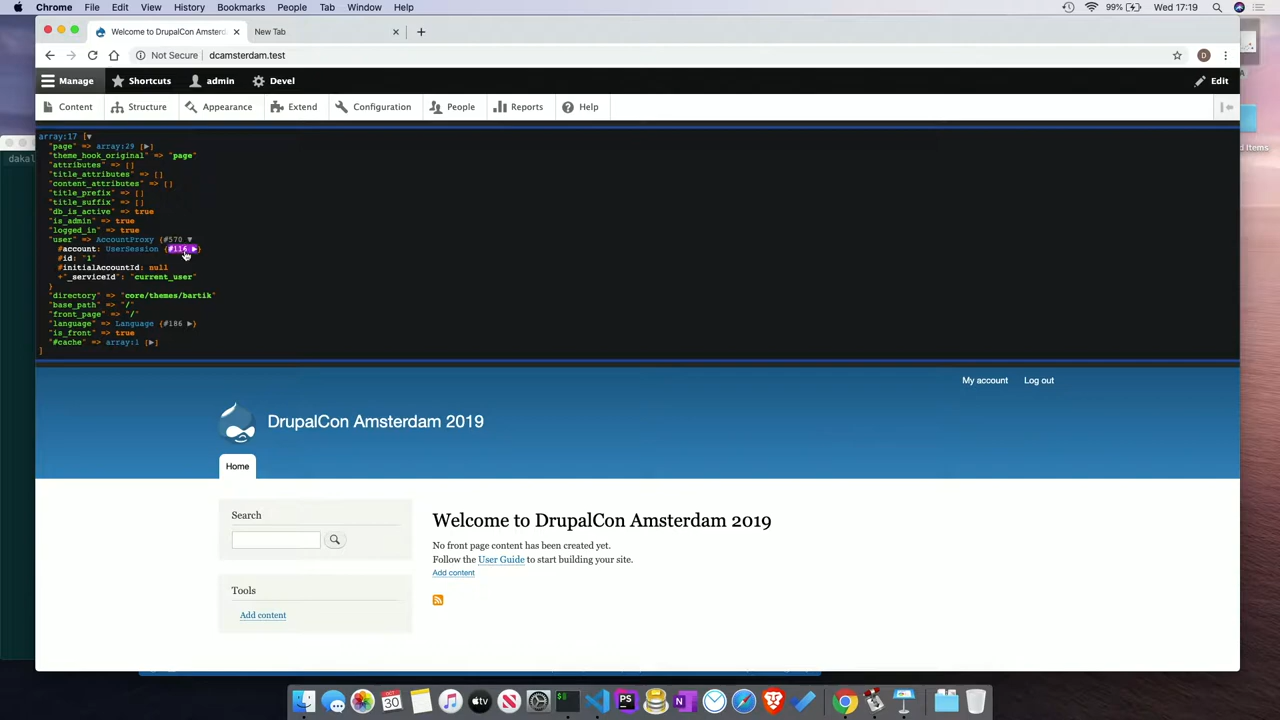 Chrome File Edit View History Bookmarks People Tab Window Help 99% Wed 17:19
Welcome to DrupalCon Amsterd New Tab
Not Secure dcamsterdam.test D
Manage Shortcuts admin Devel Edit
Content Structure Appearance Extend Configuration People Reports Help
array:17 [▼
"page" => array:29 [▶]
"theme_hook_original" => "page"
"attributes" => []
"title_attributes" => []
"content_attributes" => []
"title_prefix" => []
"title_suffix" => []
"db_is_active" => true
"is_admin" => true
"logged_in" => true
"user" => AccountProxy {#570 ▼
#account: UserSession {#116 ▶}
#id: "1"
#initialAccountId: null
+"_serviceId": "current_user"
}
"directory" => "core/themes/bartik"
"base_path" => "/"
"front_page" => "/"
"language" => Language {#186 ▶}
"is_front" => true
"#cache" => array:1 [▶]
]
dakal
My account Log out
DrupalCon Amsterdam 2019
Home
Search
Welcome to DrupalCon Amsterdam 2019
No front page content has been created yet.
Follow the User Guide to start building your site.
Add content
Tools
Add content
OCT
30
PS